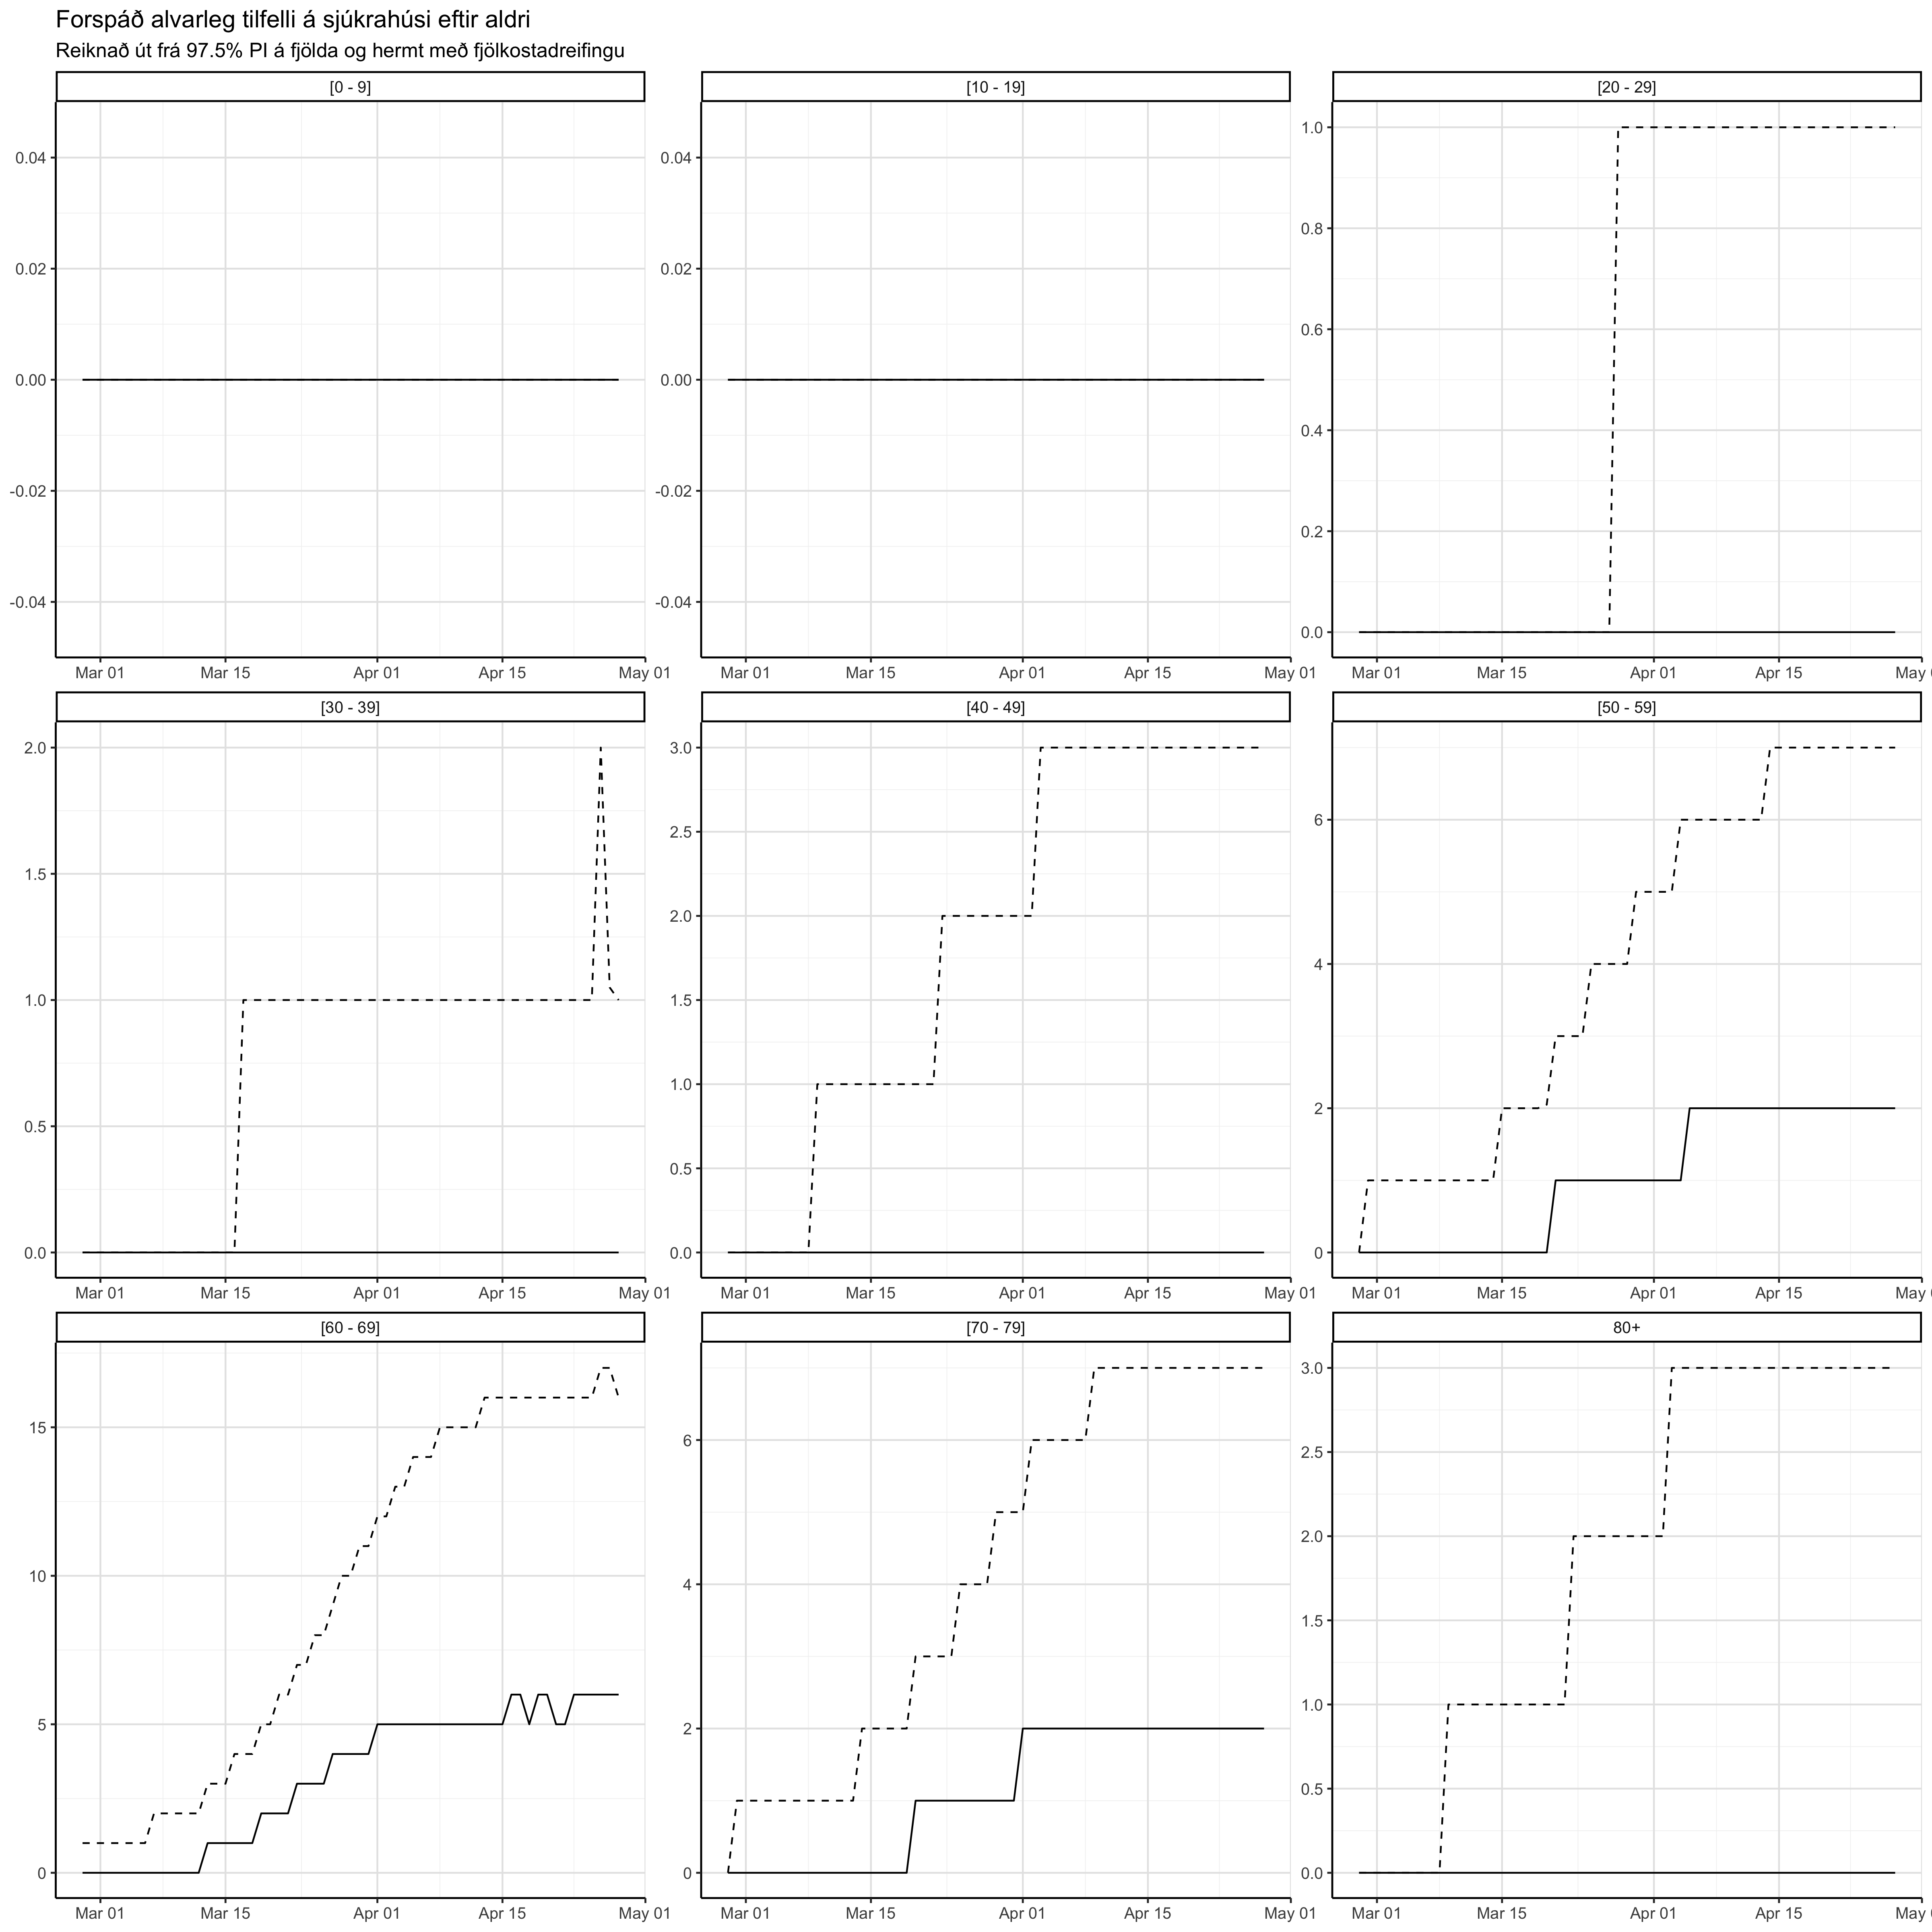 Forspáð alvarleg tilfelli á sjúkrahúsi eftir aldri
Reiknað út frá 97.5% PI á fjölda og hermt með fjölkostadreifingu
[0 - 9]
0.04
0.02
0.00
-0.02
-0.04
Mar 01 Mar 15 Apr 01 Apr 15 May 01
[10 - 19]
0.04
0.02
0.00
-0.02
-0.04
Mar 01 Mar 15 Apr 01 Apr 15 May 01
[20 - 29]
1.0
0.8
0.6
0.4
0.2
0.0
Mar 01 Mar 15 Apr 01 Apr 15 May
[30 - 39]
2.0
1.5
1.0
0.5
0.0
Mar 01 Mar 15 Apr 01 Apr 15 May 01
[40 - 49]
3.0
2.5
2.0
1.5
1.0
0.5
0.0
Mar 01 Mar 15 Apr 01 Apr 15 May 01
[50 - 59]
6
4
2
0
Mar 01 Mar 15 Apr 01 Apr 15 May
[60 - 69]
15
10
5
0
Mar 01 Mar 15 Apr 01 Apr 15 May 01
[70 - 79]
6
4
2
0
Mar 01 Mar 15 Apr 01 Apr 15 May 01
80+
3.0
2.5
2.0
1.5
1.0
0.5
0.0
Mar 01 Mar 15 Apr 01 Apr 15 May